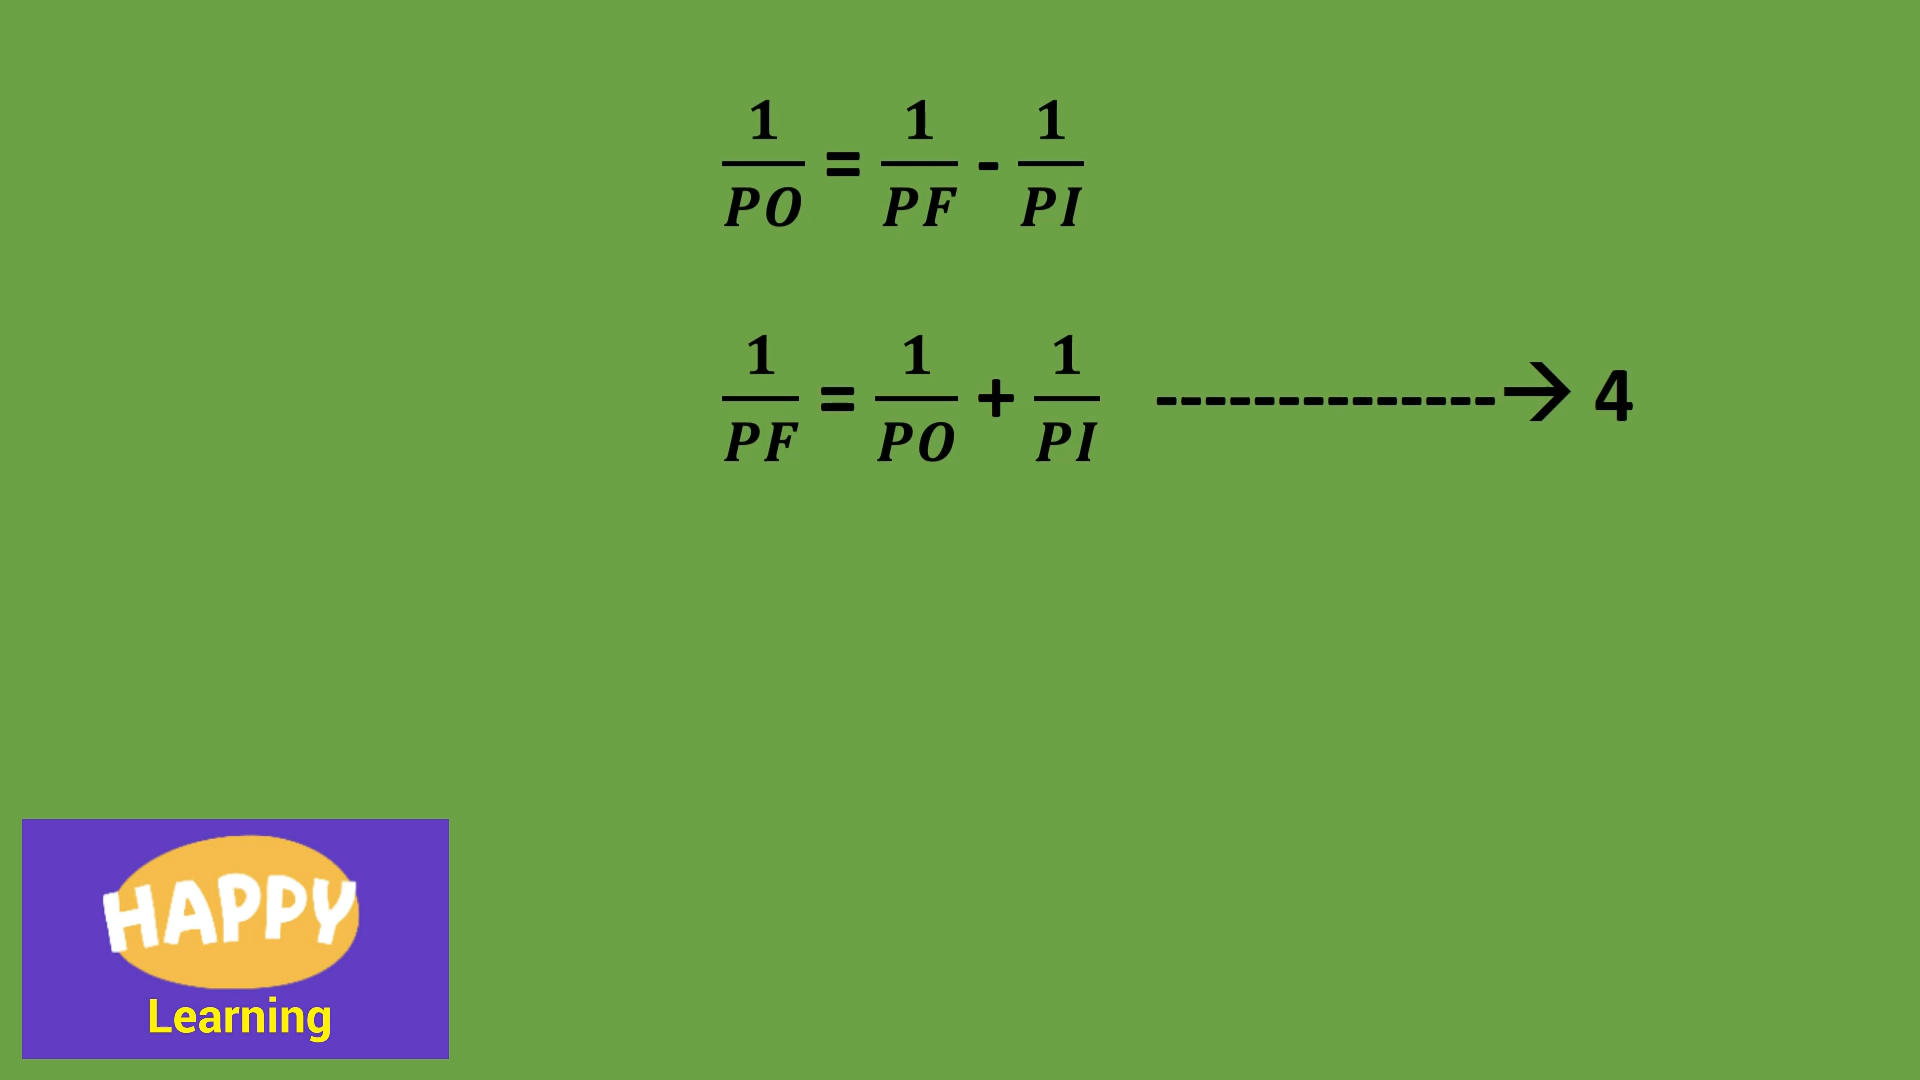 1/PO = 1/PF - 1/PI
1/PF = 1/PO + 1/PI --------------→ 4
HAPPY
Learning